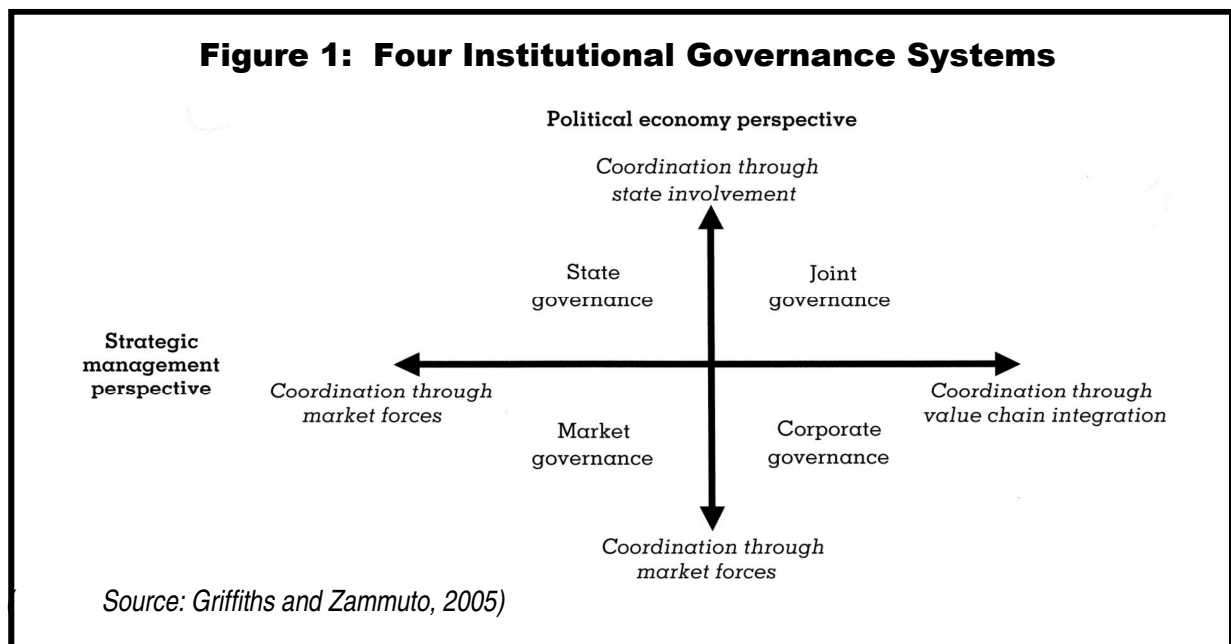 Figure 1: Four Institutional Governance Systems
Political economy perspective
Coordination through
state involvement
State
governance
Joint
governance
Strategic
management
perspective
Coordination through
market forces
Coordination through
value chain integration
Market
governance
Corporate
governance
Coordination through
market forces
( Source: Griffiths and Zammuto, 2005)